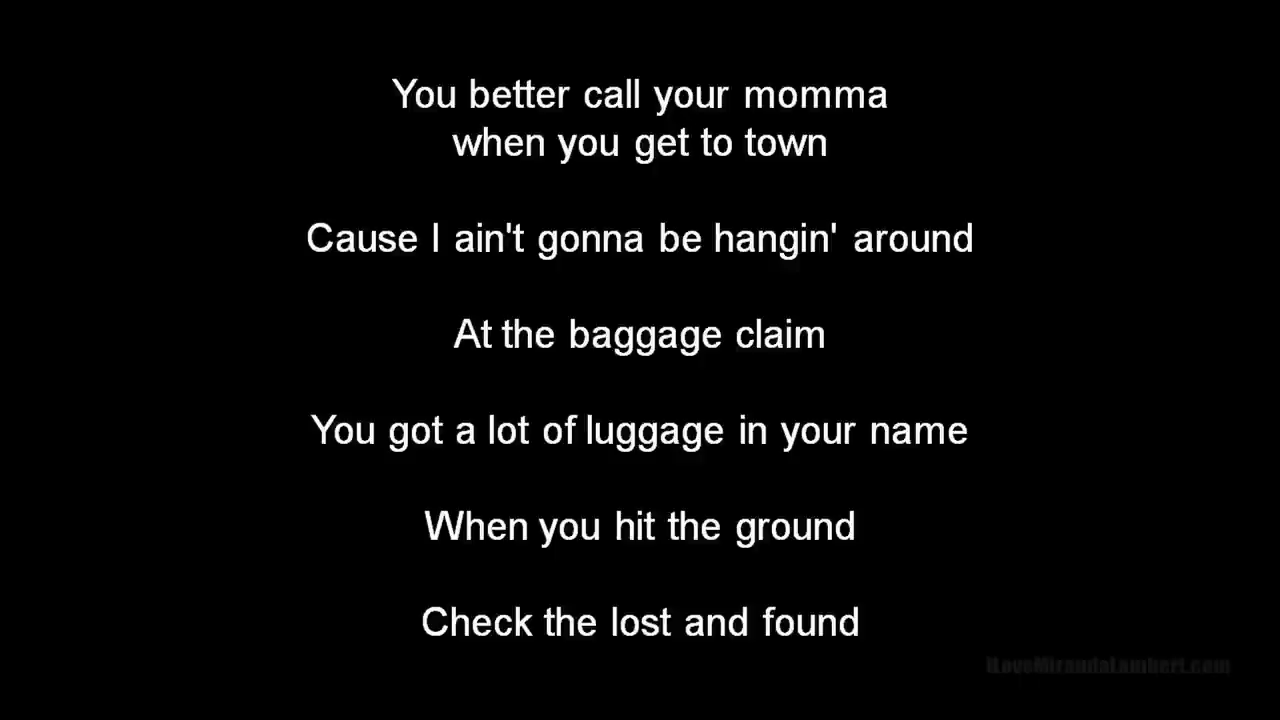 You better call your momma
when you get to town
Cause I ain't gonna be hangin' around
At the baggage claim
You got a lot of luggage in your name
When you hit the ground
Check the lost and found
ILoveMirandaLambert.com